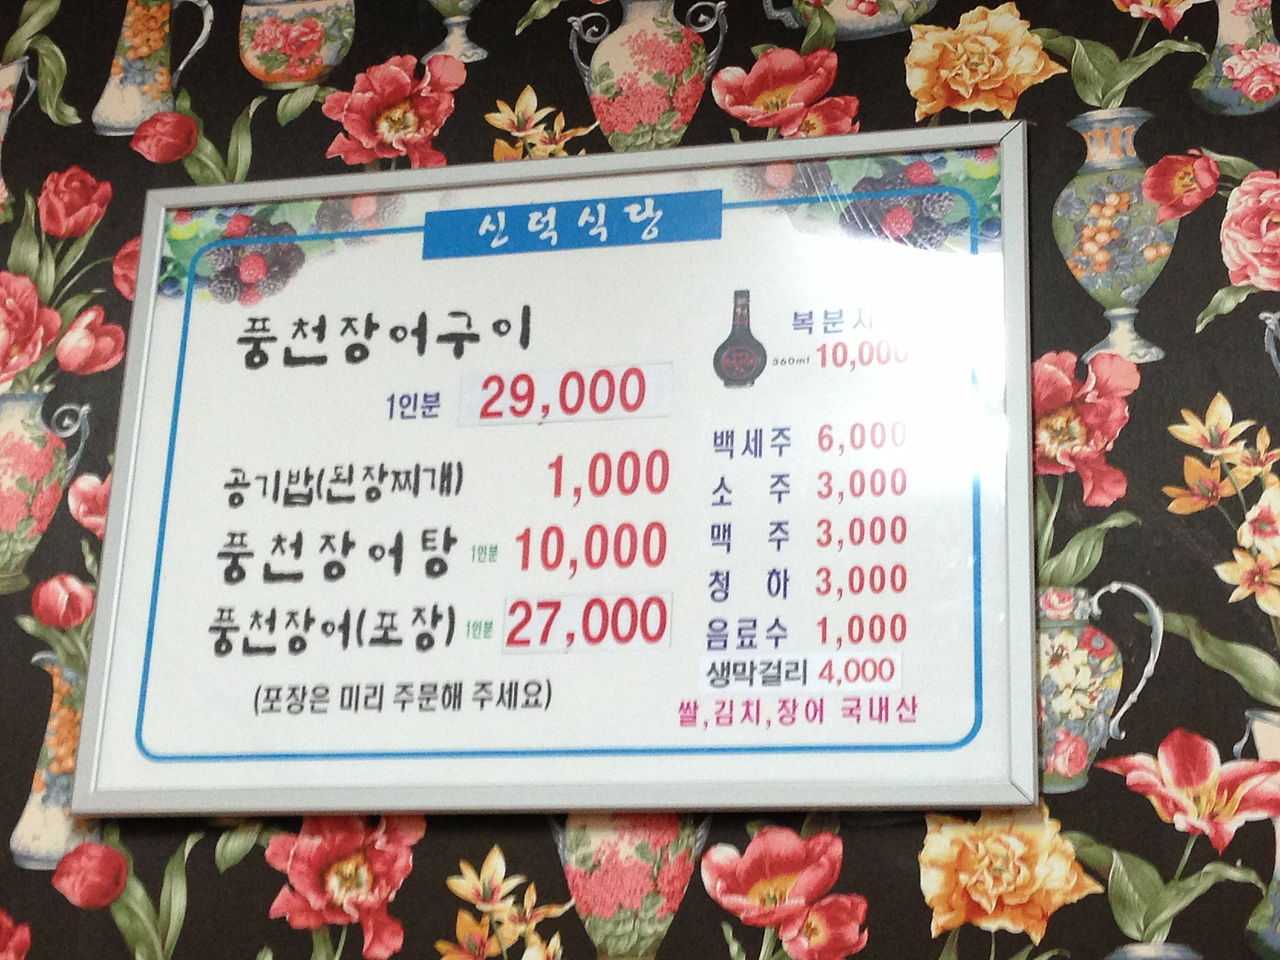 신덕식당
풍천장어구이
1인분 29,000
공기밥(된장찌개) 1,000
풍천장어탕 1인분 10,000
풍천장어(포장) 1인분 27,000
(포장은 미리 주문해 주세요)
복분자
360ml 10,000
백세주 6,000
소 주 3,000
맥 주 3,000
청 하 3,000
음료수 1,000
생막걸리 4,000
쌀,김치,장어 국내산